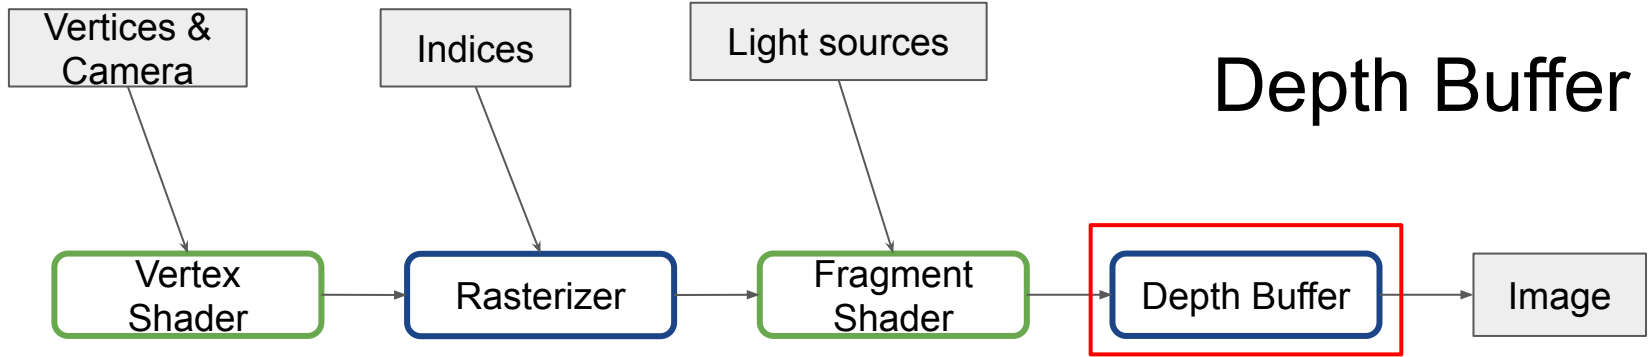 Vertices &
Camera
Indices
Light sources
Depth Buffer
Vertex
Shader
Rasterizer
Fragment
Shader
Depth Buffer
Image